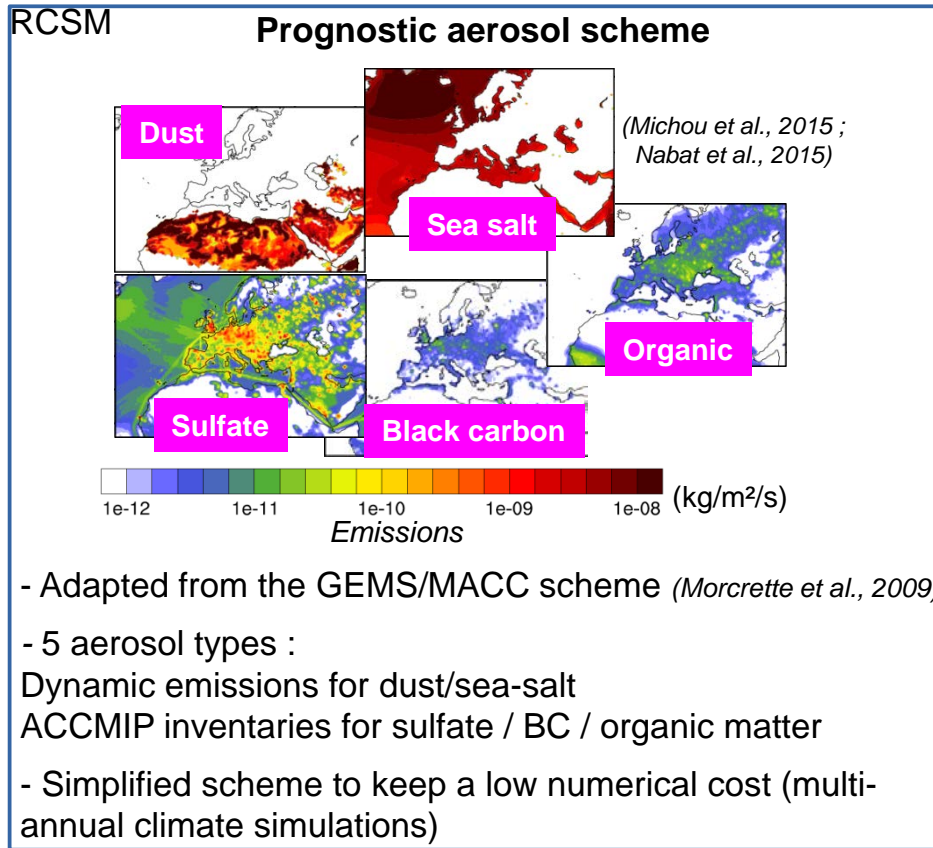 RCSM
Prognostic aerosol scheme
Dust
(Michou et al., 2015 ;
Nabat et al., 2015)
Sea salt
Organic
Sulfate
Black carbon
1e-12 1e-11 1e-10 1e-09 1e-08 (kg/m²/s)
Emissions
- Adapted from the GEMS/MACC scheme (Morcrette et al., 2009)
- 5 aerosol types :
Dynamic emissions for dust/sea-salt
ACCMIP inventaries for sulfate / BC / organic matter
- Simplified scheme to keep a low numerical cost (multi-
annual climate simulations)